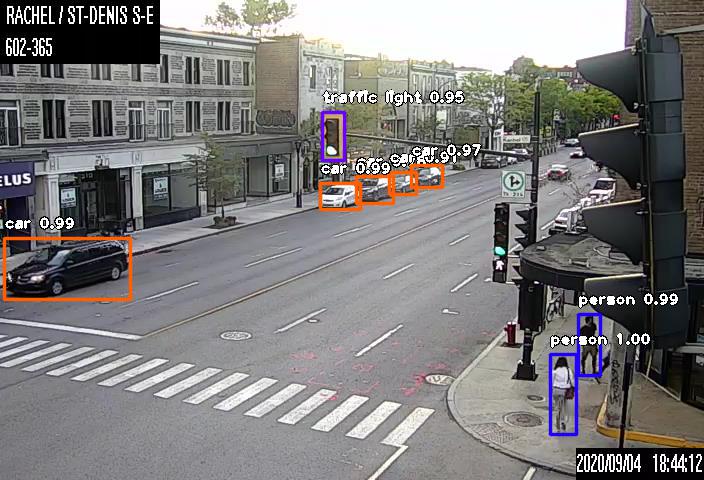 RACHEL / ST-DENIS S-E
602-365
traffic light 0.95
car 0.97
car 0.99
ELUS
car 0.99
person 0.99
person 1.00
2020/09/04 18:44:12